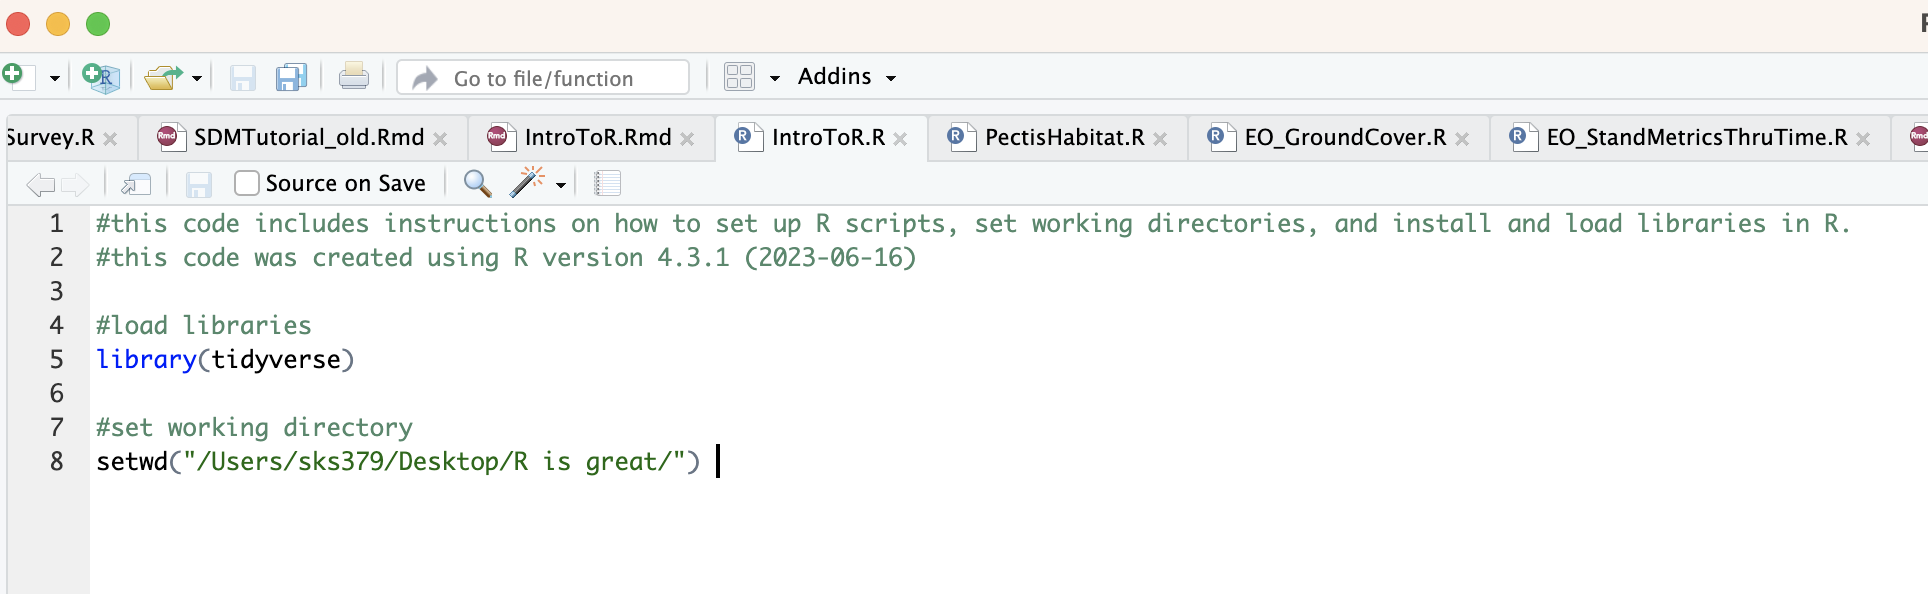 Go to file/function
Addins
Survey.R
SDMTutorial_old.Rmd
IntroToR.Rmd
IntroToR.R
PectisHabitat.R
EO_GroundCover.R
EO_StandMetricsThruTime.R
Source on Save
1 #this code includes instructions on how to set up R scripts, set working directories, and install and load libraries in R.
2 #this code was created using R version 4.3.1 (2023-06-16)
3
4 #load libraries
5 library(tidyverse)
6
7 #set working directory
8 setwd("/Users/sks379/Desktop/R is great/")